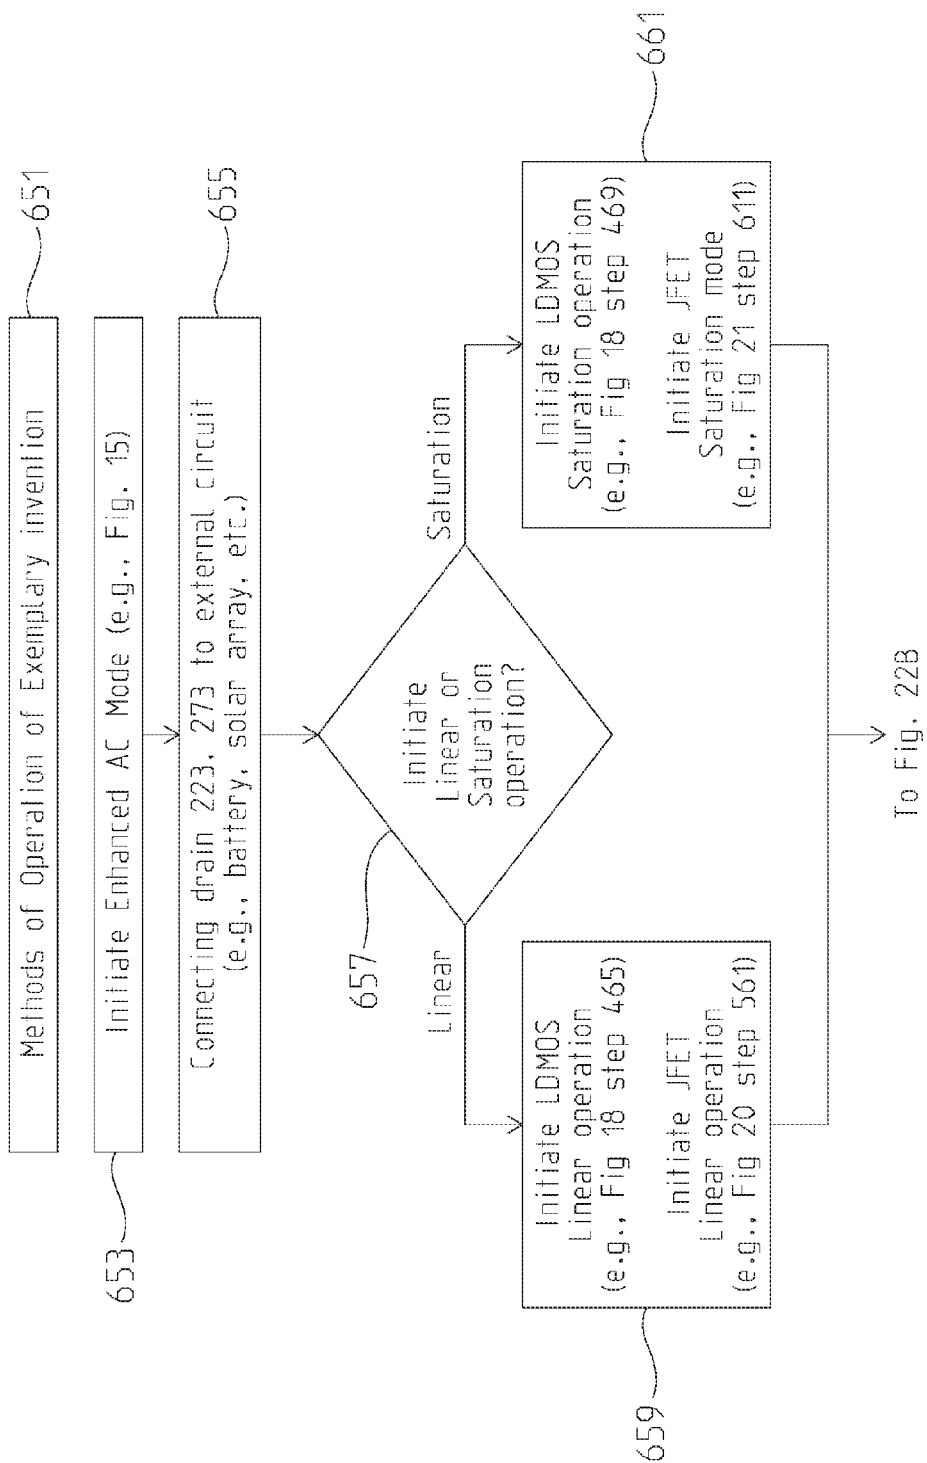 Methods of Operation of Exemplary invention
651
Initiate Enhanced AC Mode (e.g., Fig. 15)
653
Connecting drain 223, 273 to external circuit
(e.g., battery, solar array, etc.)
655
Initiate
Linear or
Saturation
operation?
657
Linear
Saturation
Initiate LDMOS
Linear operation
(e.g., Fig 18 step 465)
Initiate JFET
Linear operation
(e.g., Fig 20 step 561)
659
Initiate LDMOS
Saturation operation
(e.g., Fig 18 step 469)
Initiate JFET
Saturation mode
(e.g., Fig 21 step 611)
661
To Fig. 22B